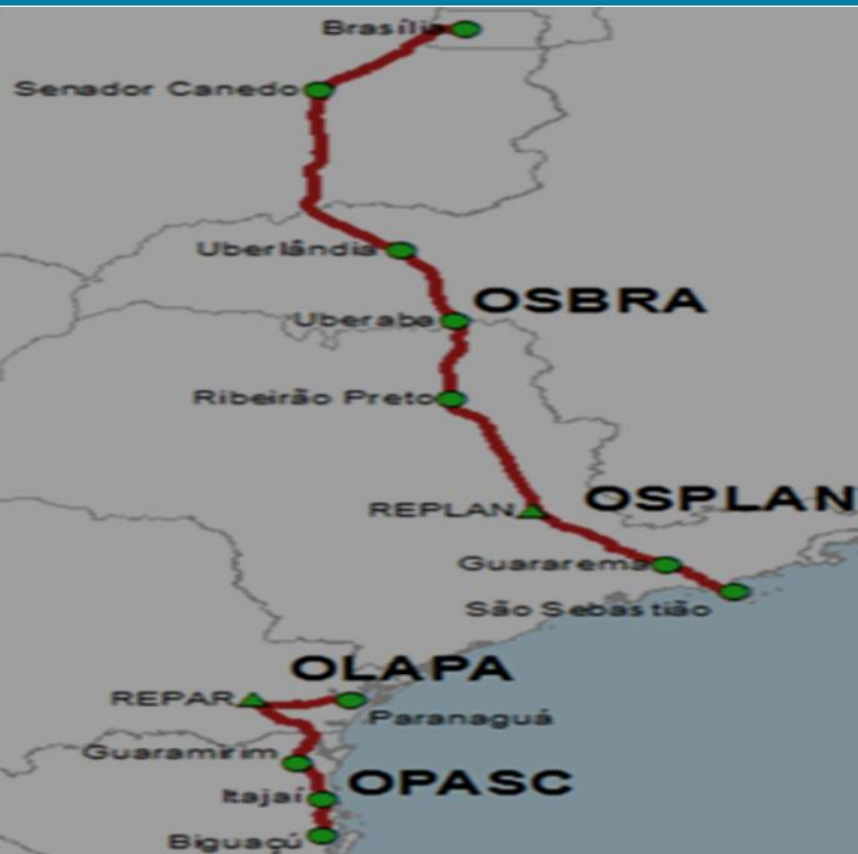 Brasília
Senador Canedo
Uberlândia
OSBRA
Uberaba
Ribeirão Preto
OSPLAN
REPLAN
Guararema
São Sebastião
OLAPA
REPAR
Paranaguá
Guaramirim
OPASC
Itajaí
Biguaçú